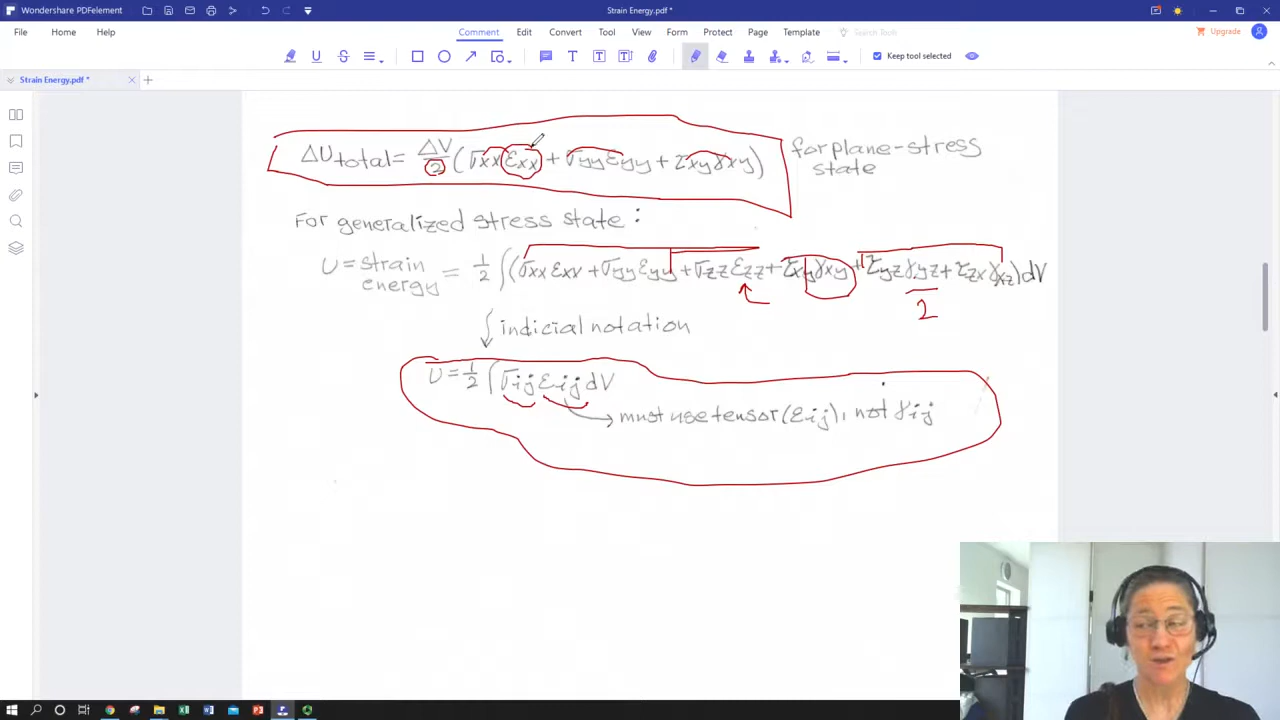 Wondershare PDFelement
Strain Energy.pdf *
File Home Help Comment Edit Convert Tool View Form Protect Page Template Search Tools Upgrade
Keep tool selected
Strain Energy.pdf *
ΔUtotal = ΔV/2 (σxx εxx + σyy εyy + τxy γxy) for plane-stress state
For generalized stress state :
U = strain energy = 1/2 ∫(σxx εxx + σyy εyy + σzz εzz + τxy γxy + τyz γyz + τzx γxz) dV
2
indicial notation
U = 1/2 ∫ σij εij dV
must use tensor (εij), not γij